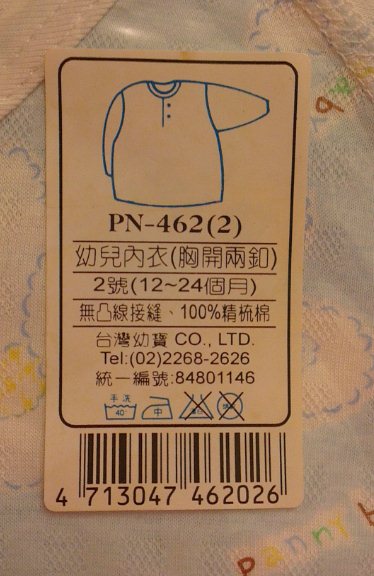 PN-462(2)
幼兒內衣(胸開兩釦)
2號(12~24個月)
無凸線接縫、100%精梳棉
台灣幼寶 CO., LTD.
Tel:(02)2268-2626
統一編號:84801146
手洗
40 中
4 713047 462026
panny